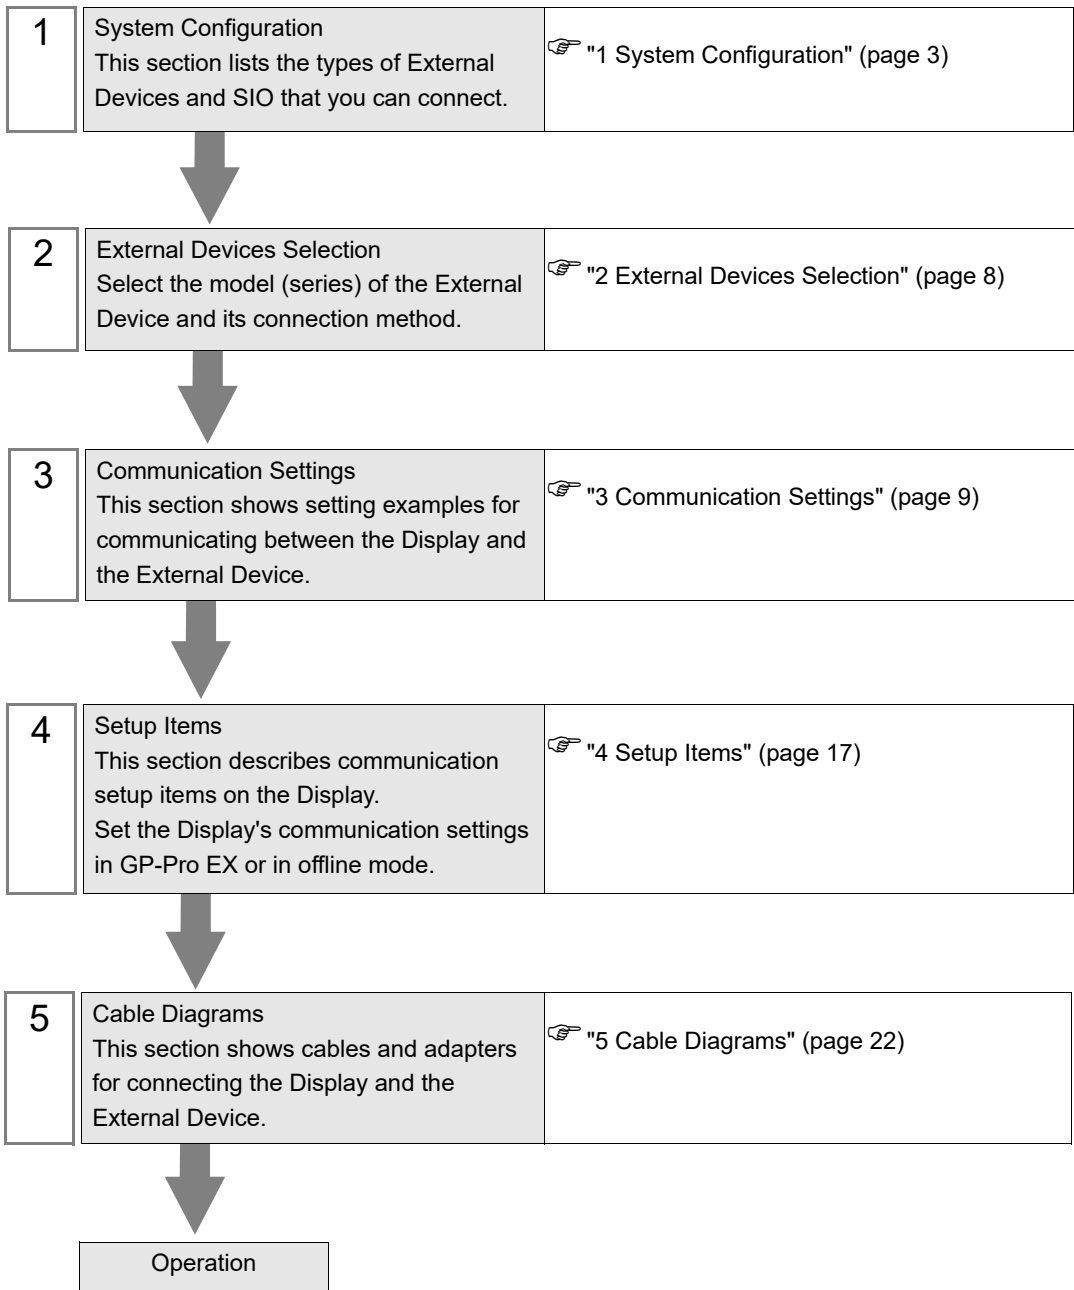 1
System Configuration
This section lists the types of External
Devices and SIO that you can connect.
"1 System Configuration" (page 3)
2
External Devices Selection
Select the model (series) of the External
Device and its connection method.
"2 External Devices Selection" (page 8)
3
Communication Settings
This section shows setting examples for
communicating between the Display and
the External Device.
"3 Communication Settings" (page 9)
4
Setup Items
This section describes communication
setup items on the Display.
Set the Display's communication settings
in GP-Pro EX or in offline mode.
"4 Setup Items" (page 17)
5
Cable Diagrams
This section shows cables and adapters
for connecting the Display and the
External Device.
"5 Cable Diagrams" (page 22)
Operation